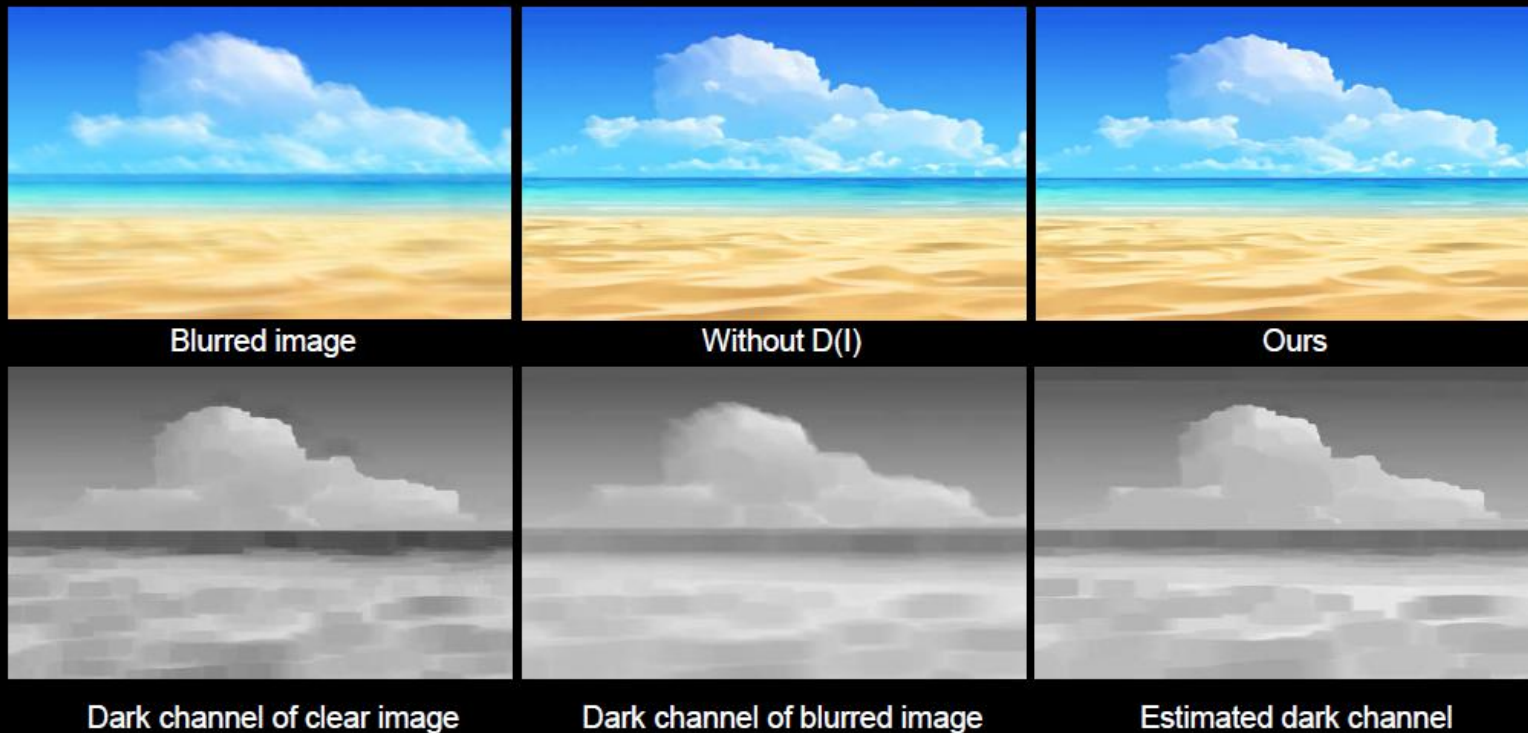 Blurred image
Without D(I)
Ours
Dark channel of clear image
Dark channel of blurred image
Estimated dark channel